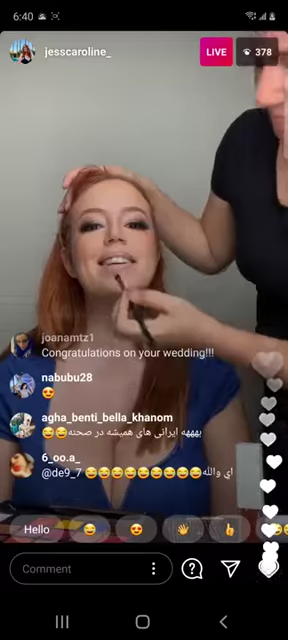 6:40
jesscaroline_
LIVE
378
joanamtz1
Congratulations on your wedding!!!
nabubu28
😍
agha_benti_bella_khanom
یهههه ایرانی های همیشه در صحنه😂😂
6_oo.a_
@de9_7 😂😂😂😂😂😂😂😂😂😂ای والله
Hello
Comment